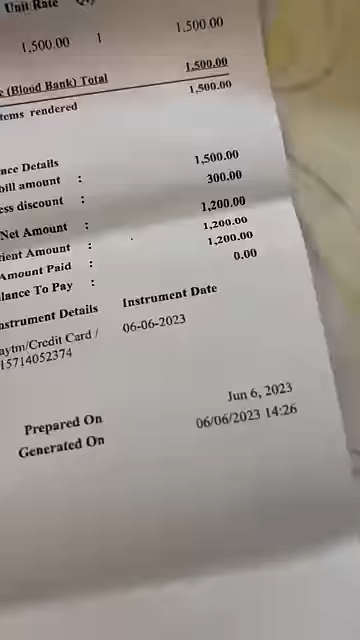 Unit Rate
1,500.00 1 1,500.00
(Blood Bank) Total 1,500.00
rendered 1,500.00
Details
bill amount : 1,500.00
discount : 300.00
Net Amount : 1,200.00
Amount : 1,200.00
Amount Paid : 1,200.00
To Pay : 0.00
Details Instrument Date
/Credit Card / 06-06-2023
15714052374
Prepared On Jun 6, 2023
Generated On 06/06/2023 14:26